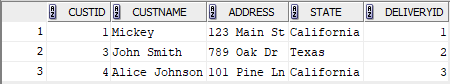 CUSTID CUSTNAME ADDRESS STATE DELIVERYID
1 1 Mickey 123 Main St California 1
2 3 John Smith 789 Oak Dr Texas 2
3 4 Alice Johnson 101 Pine Ln California 3